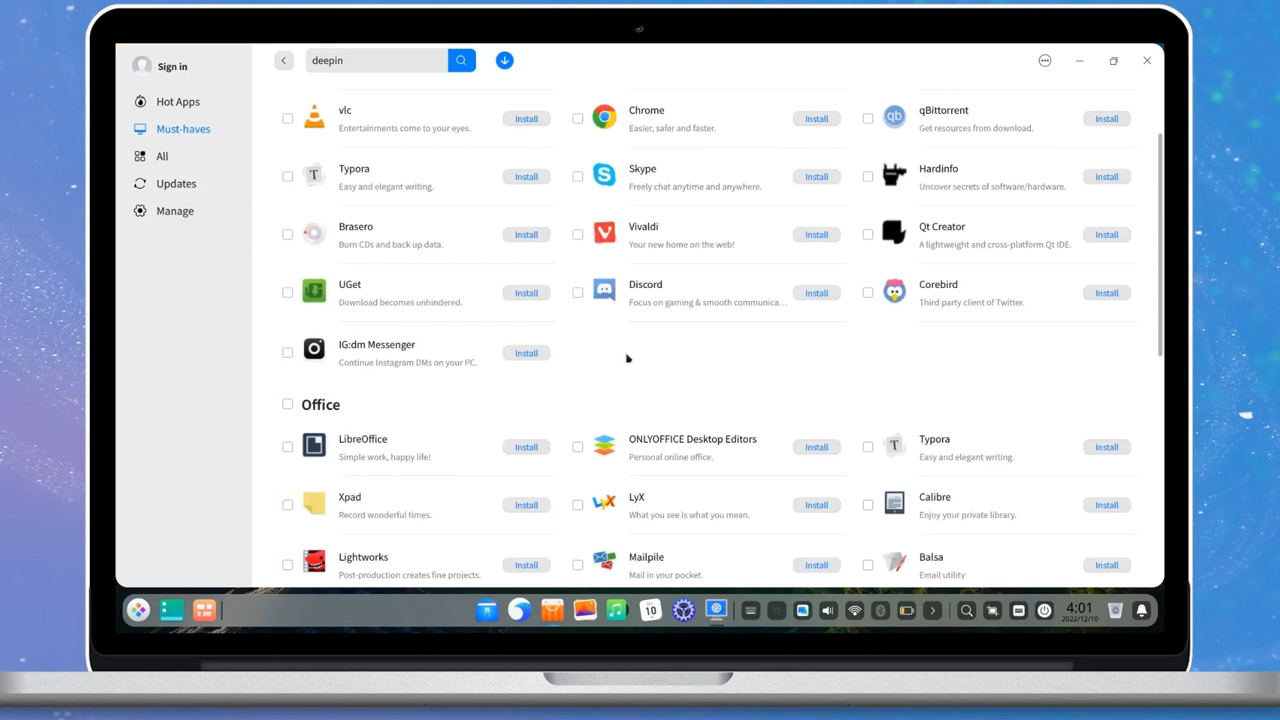 Sign in
deepin
Hot Apps
Must-haves
All
Updates
Manage
vlc
Entertainments come to your eyes.
Install
Chrome
Easier, safer and faster.
Install
qBittorrent
Get resources from download.
Install
Typora
Easy and elegant writing.
Install
Skype
Freely chat anytime and anywhere.
Install
Hardinfo
Uncover secrets of software/hardware.
Install
Brasero
Burn CDs and back up data.
Install
Vivaldi
Your new home on the web!
Install
Qt Creator
A lightweight and cross-platform Qt IDE.
Install
UGet
Download becomes unhindered.
Install
Discord
Focus on gaming & smooth communica...
Install
Corebird
Third party client of Twitter.
Install
IG:dm Messenger
Continue Instagram DMs on your PC.
Install
Office
LibreOffice
Simple work, happy life!
Install
ONLYOFFICE Desktop Editors
Personal online office.
Install
Typora
Easy and elegant writing.
Install
Xpad
Record wonderful times.
Install
LyX
What you see is what you mean.
Install
Calibre
Enjoy your private library.
Install
Lightworks
Post-production creates fine projects.
Install
Mailpile
Mail in your pocket.
Install
Balsa
Email utility
Install
10
4:01
2022/12/10